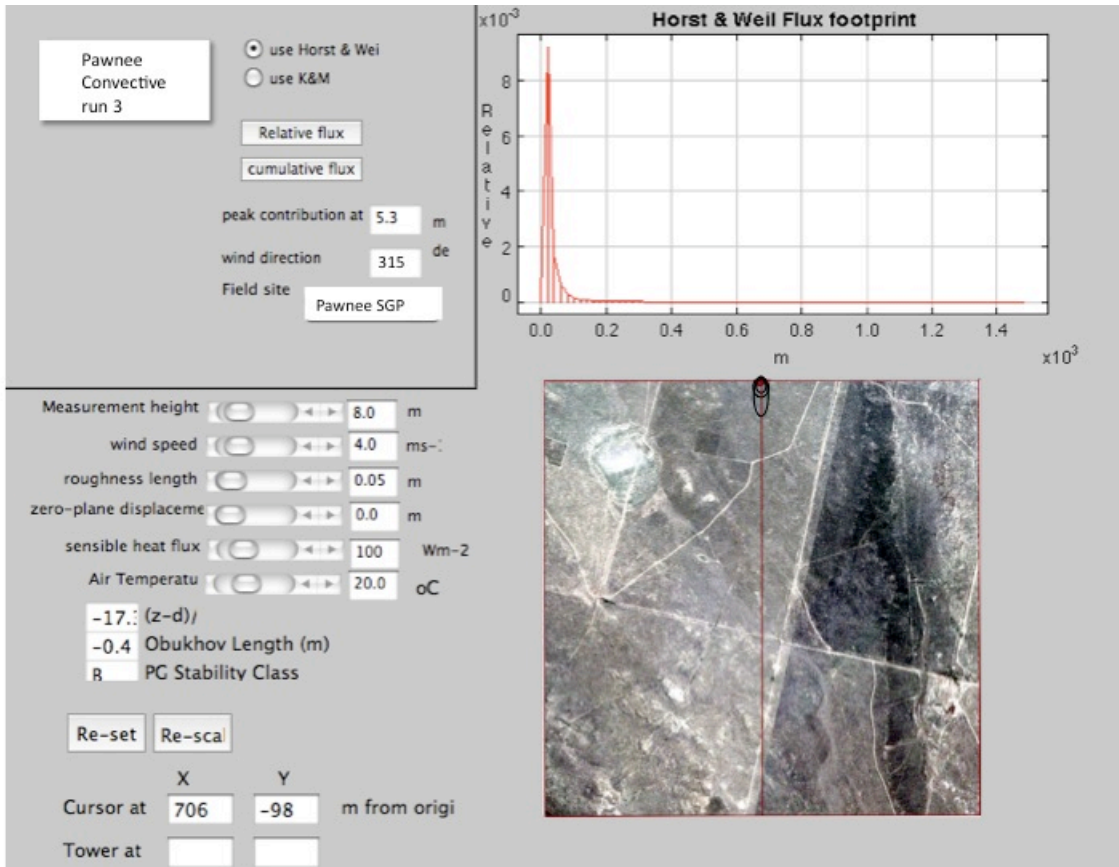 Pawnee
Convective
run 3
use Horst & Wei
use K&M
Relative flux
cumulative flux
peak contribution at 5.3 m
wind direction 315 de
Field site Pawnee SGP
Horst & Weil Flux footprint
x10⁻³
Relative
8
6
4
2
0
0.0 0.2 0.4 0.6 0.8 1.0 1.2 1.4
m x10³
Measurement height 8.0 m
wind speed 4.0 ms-
roughness length 0.05 m
zero-plane displaceme 0.0 m
sensible heat flux 100 Wm-2
Air Temperatu 20.0 oC
-17. (z-d)/
-0.4 Obukhov Length (m)
B PG Stability Class
Re-set Re-scal
X Y
Cursor at 706 -98 m from origi
Tower at